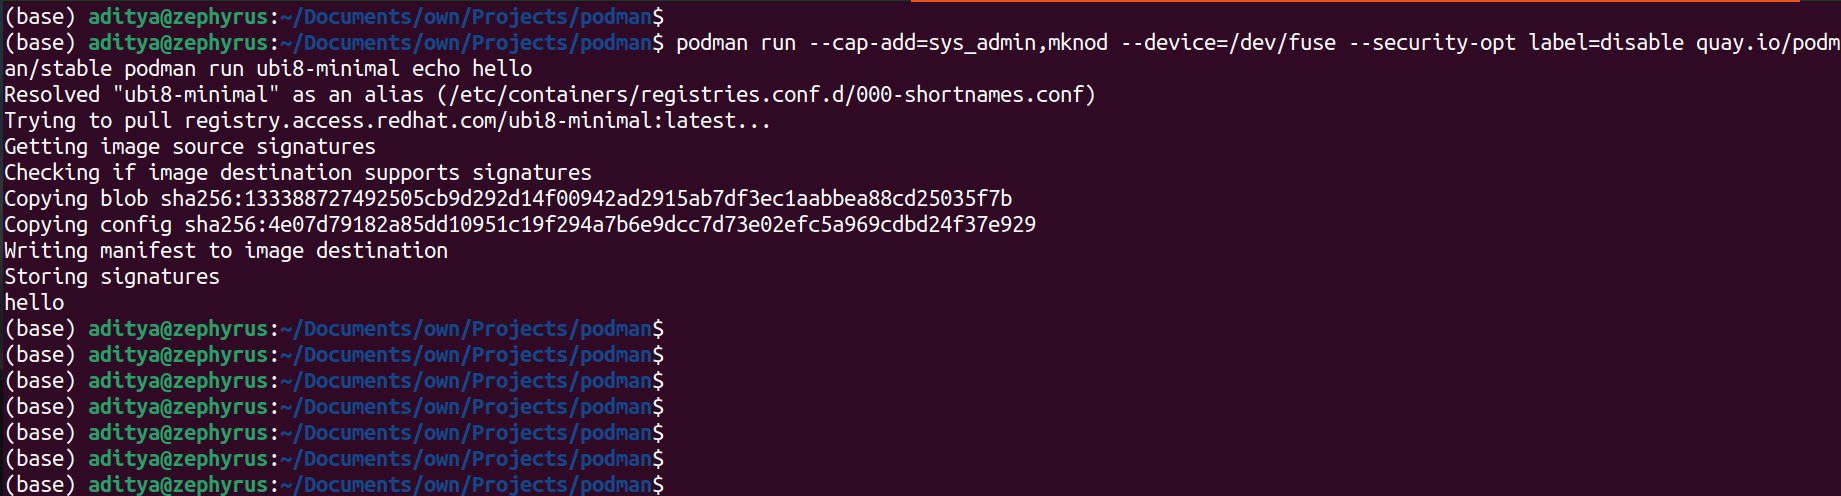 (base) aditya@zephyrus:~/Documents/own/Projects/podman$
(base) aditya@zephyrus:~/Documents/own/Projects/podman$ podman run --cap-add=sys_admin,mknod --device=/dev/fuse --security-opt label=disable quay.io/podm
an/stable podman run ubi8-minimal echo hello
Resolved "ubi8-minimal" as an alias (/etc/containers/registries.conf.d/000-shortnames.conf)
Trying to pull registry.access.redhat.com/ubi8-minimal:latest...
Getting image source signatures
Checking if image destination supports signatures
Copying blob sha256:133388727492505cb9d292d14f00942ad2915ab7df3ec1aabbea88cd25035f7b
Copying config sha256:4e07d79182a85dd10951c19f294a7b6e9dcc7d73e02efc5a969cdbd24f37e929
Writing manifest to image destination
Storing signatures
hello
(base) aditya@zephyrus:~/Documents/own/Projects/podman$
(base) aditya@zephyrus:~/Documents/own/Projects/podman$
(base) aditya@zephyrus:~/Documents/own/Projects/podman$
(base) aditya@zephyrus:~/Documents/own/Projects/podman$
(base) aditya@zephyrus:~/Documents/own/Projects/podman$
(base) aditya@zephyrus:~/Documents/own/Projects/podman$
(base) aditya@zephyrus:~/Documents/own/Projects/podman$